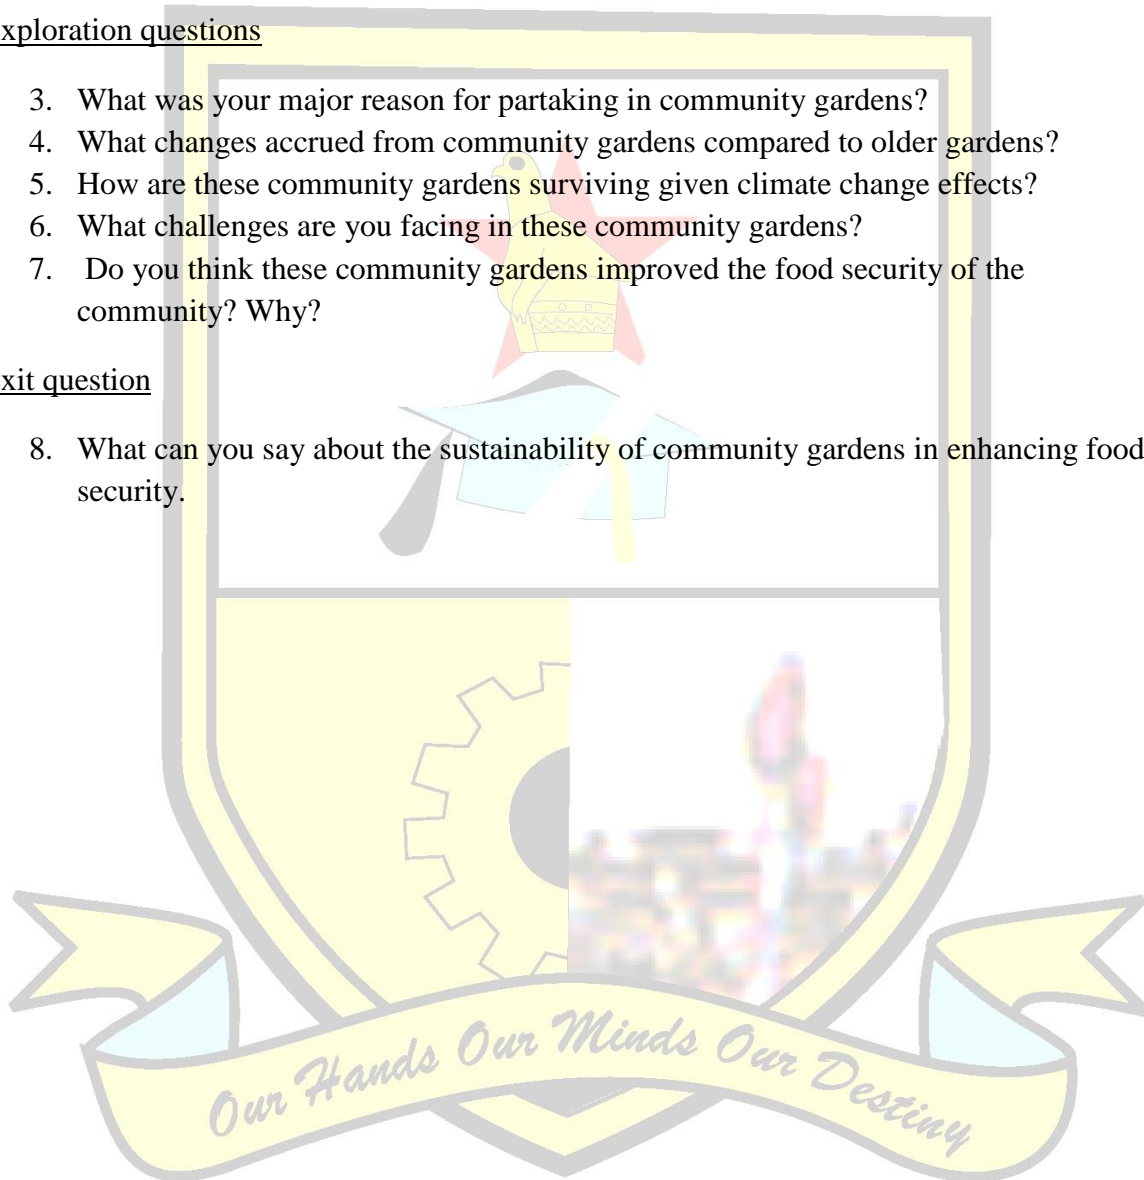 xploration questions
3. What was your major reason for partaking in community gardens?
4. What changes accrued from community gardens compared to older gardens?
5. How are these community gardens surviving given climate change effects?
6. What challenges are you facing in these community gardens?
7. Do you think these community gardens improved the food security of the
community? Why?
xit question
8. What can you say about the sustainability of community gardens in enhancing food
security.
Our Hands Our Minds Our Destiny